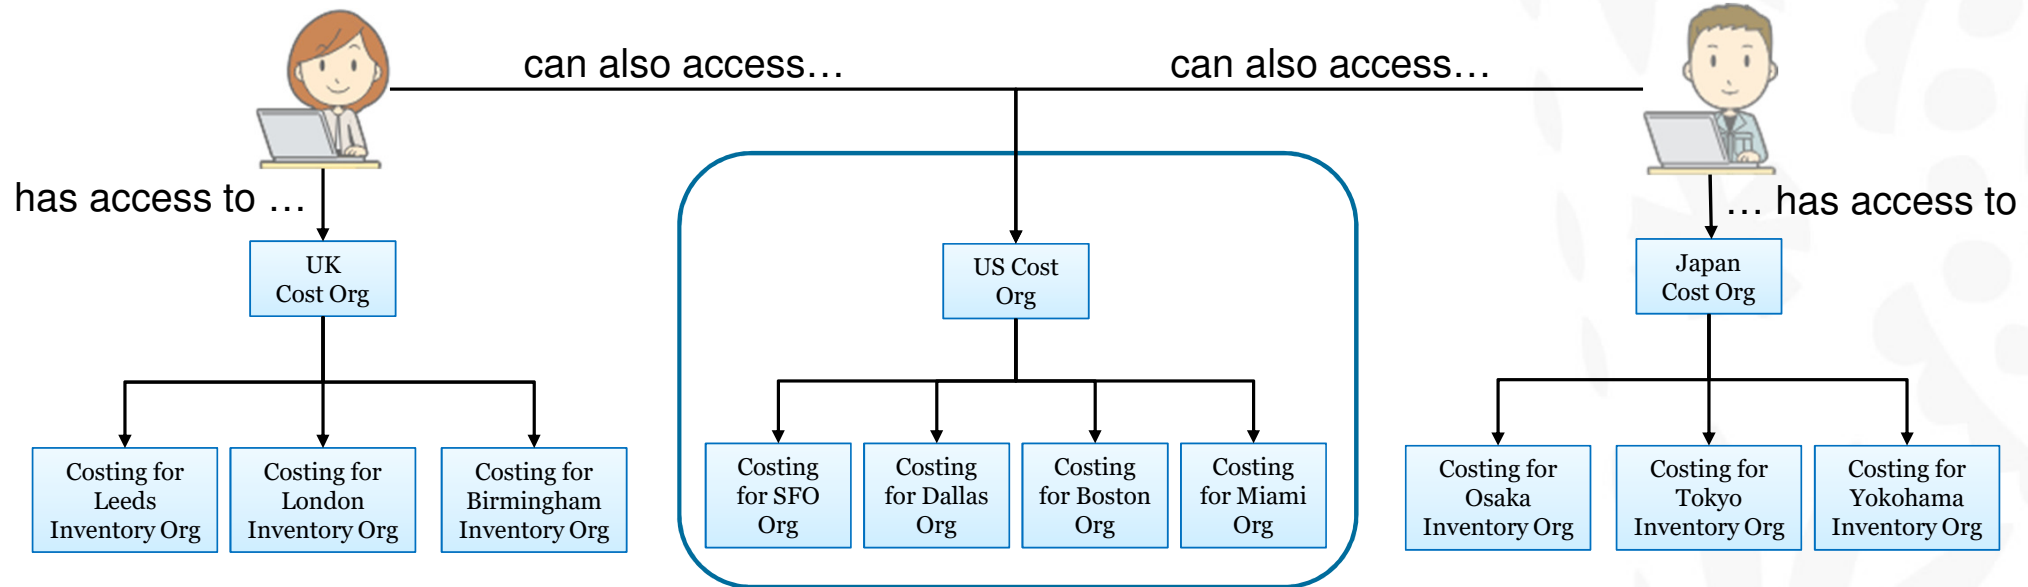 can also access…
can also access…
has access to …
… has access to
UK
Cost Org
US Cost
Org
Japan
Cost Org
Costing for
Leeds
Inventory Org
Costing for
London
Inventory Org
Costing for
Birmingham
Inventory Org
Costing
for SFO
Org
Costing
for Dallas
Org
Costing
for Boston
Org
Costing
for Miami
Org
Costing for
Osaka
Inventory Org
Costing for
Tokyo
Inventory Org
Costing for
Yokohama
Inventory Org